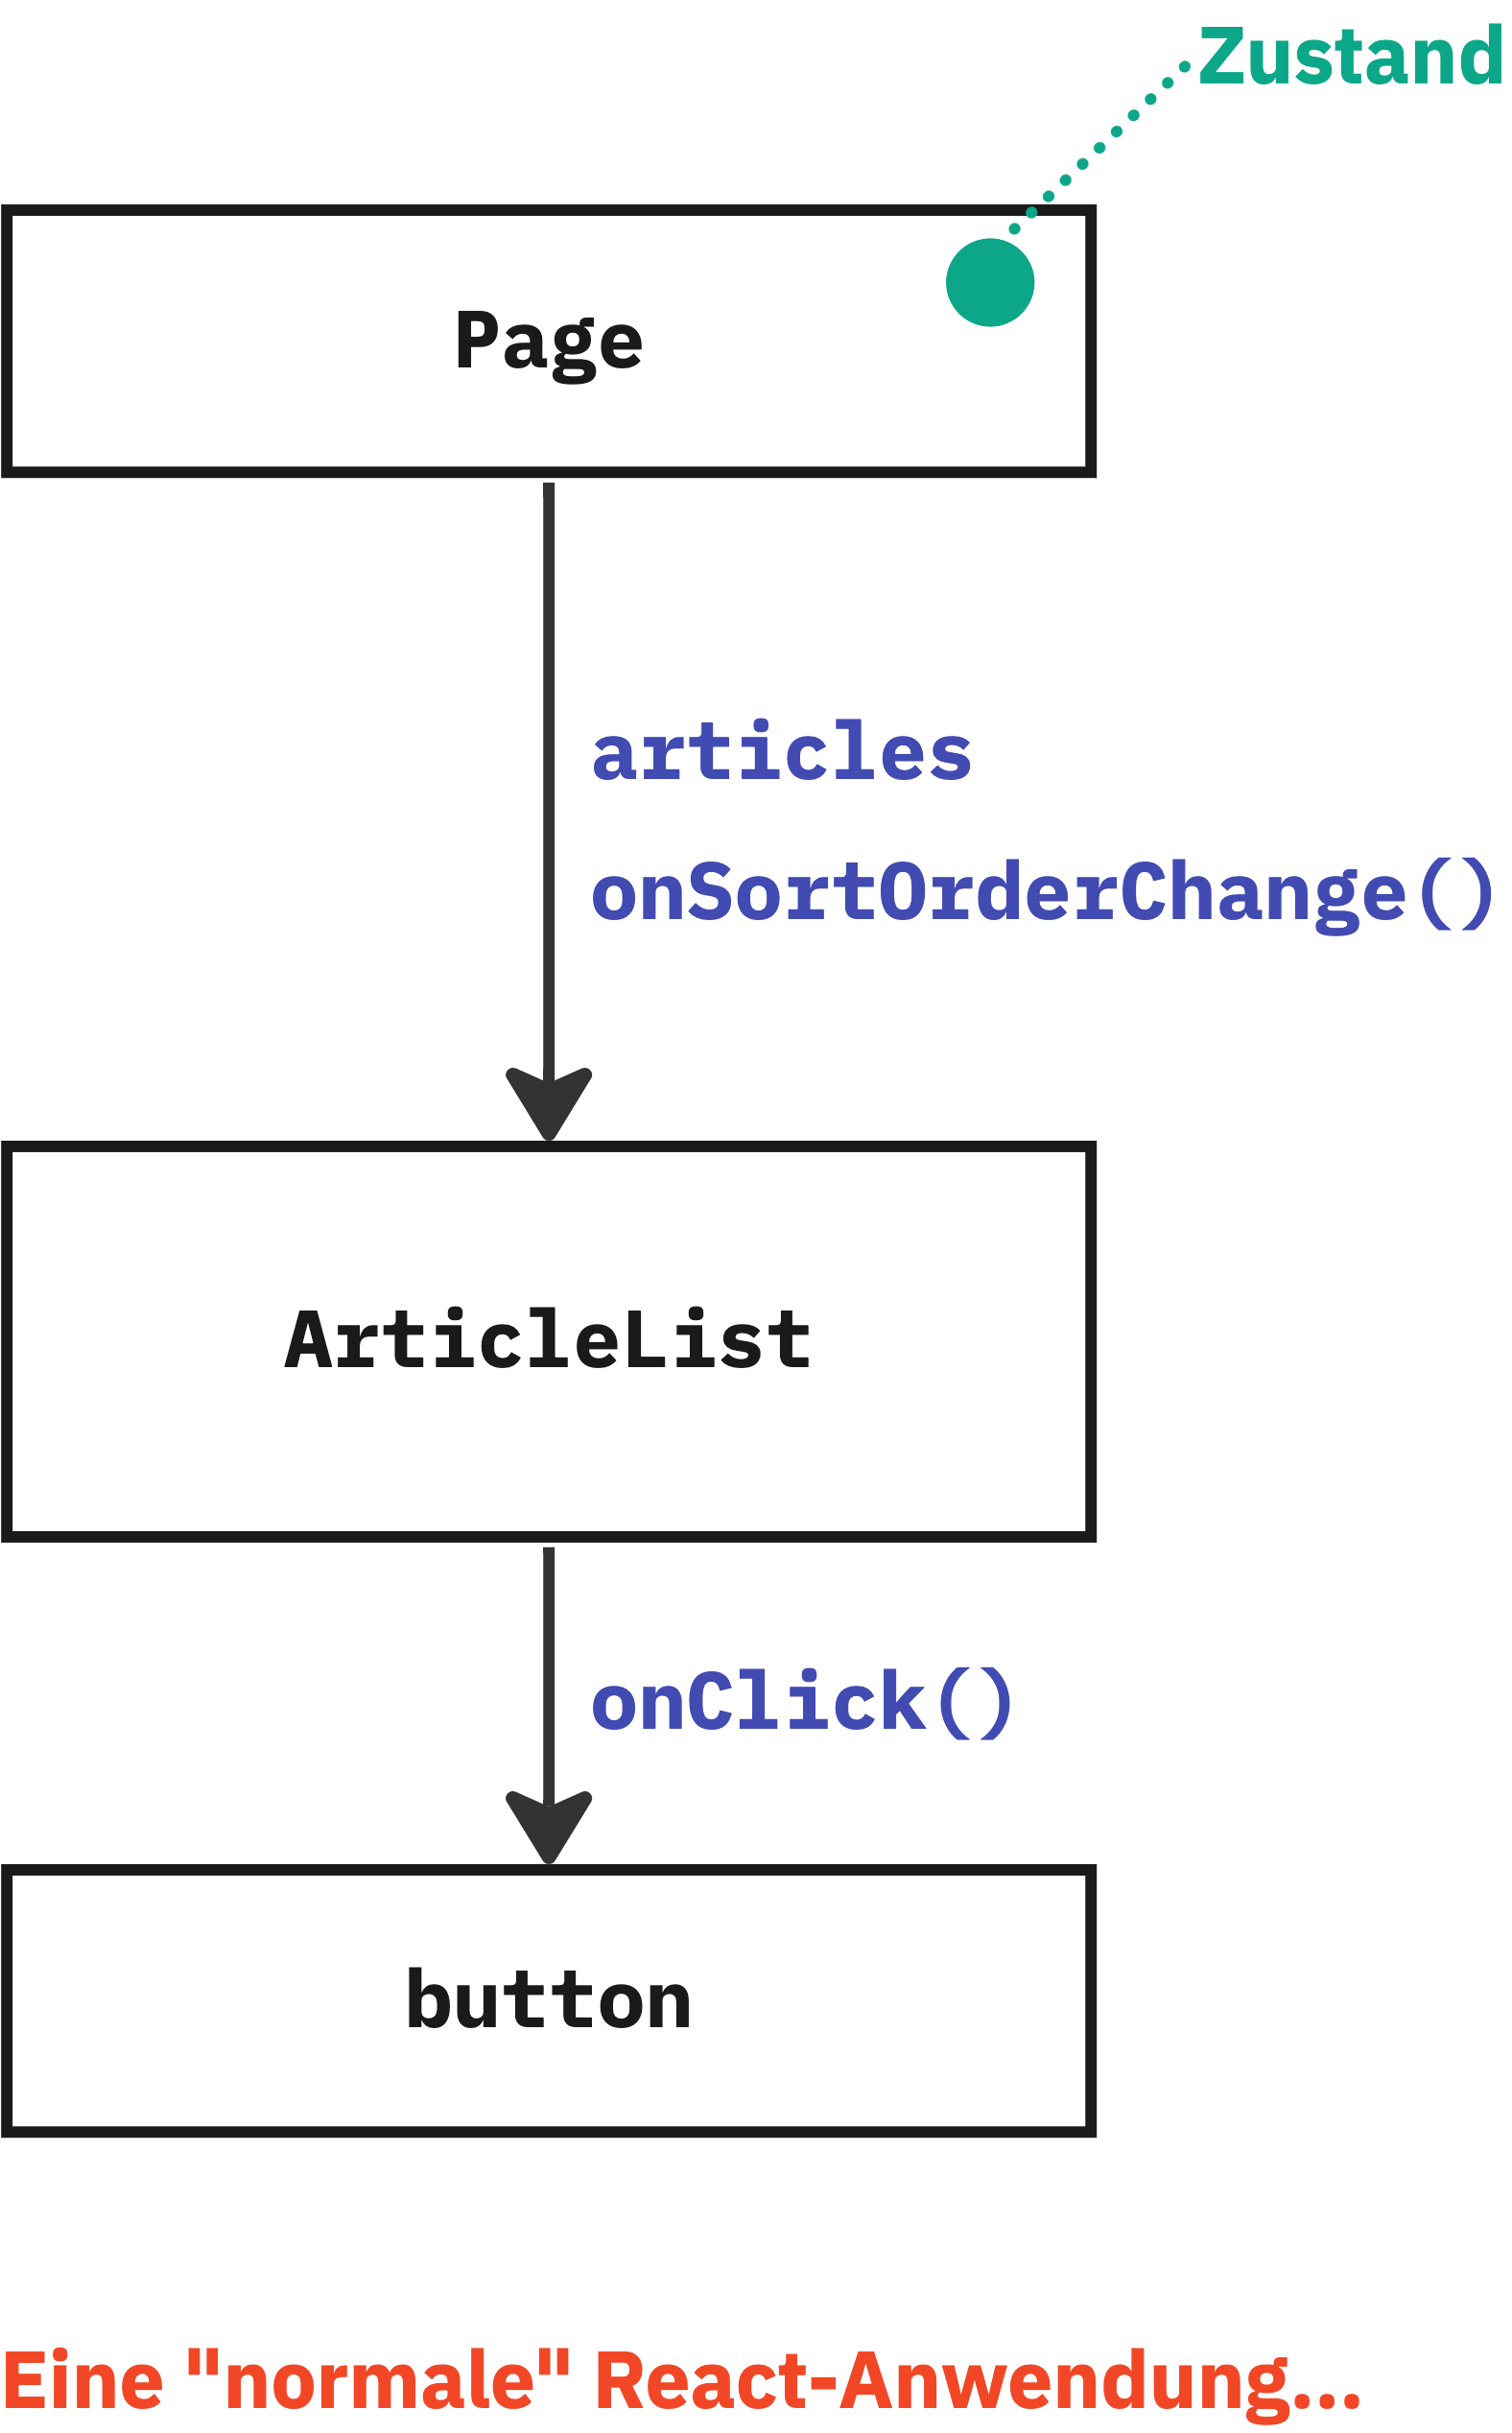 Zustand
Page
articles
onSortOrderChange()
ArticleList
onClick()
button
Eine "normale" React-Anwendung...